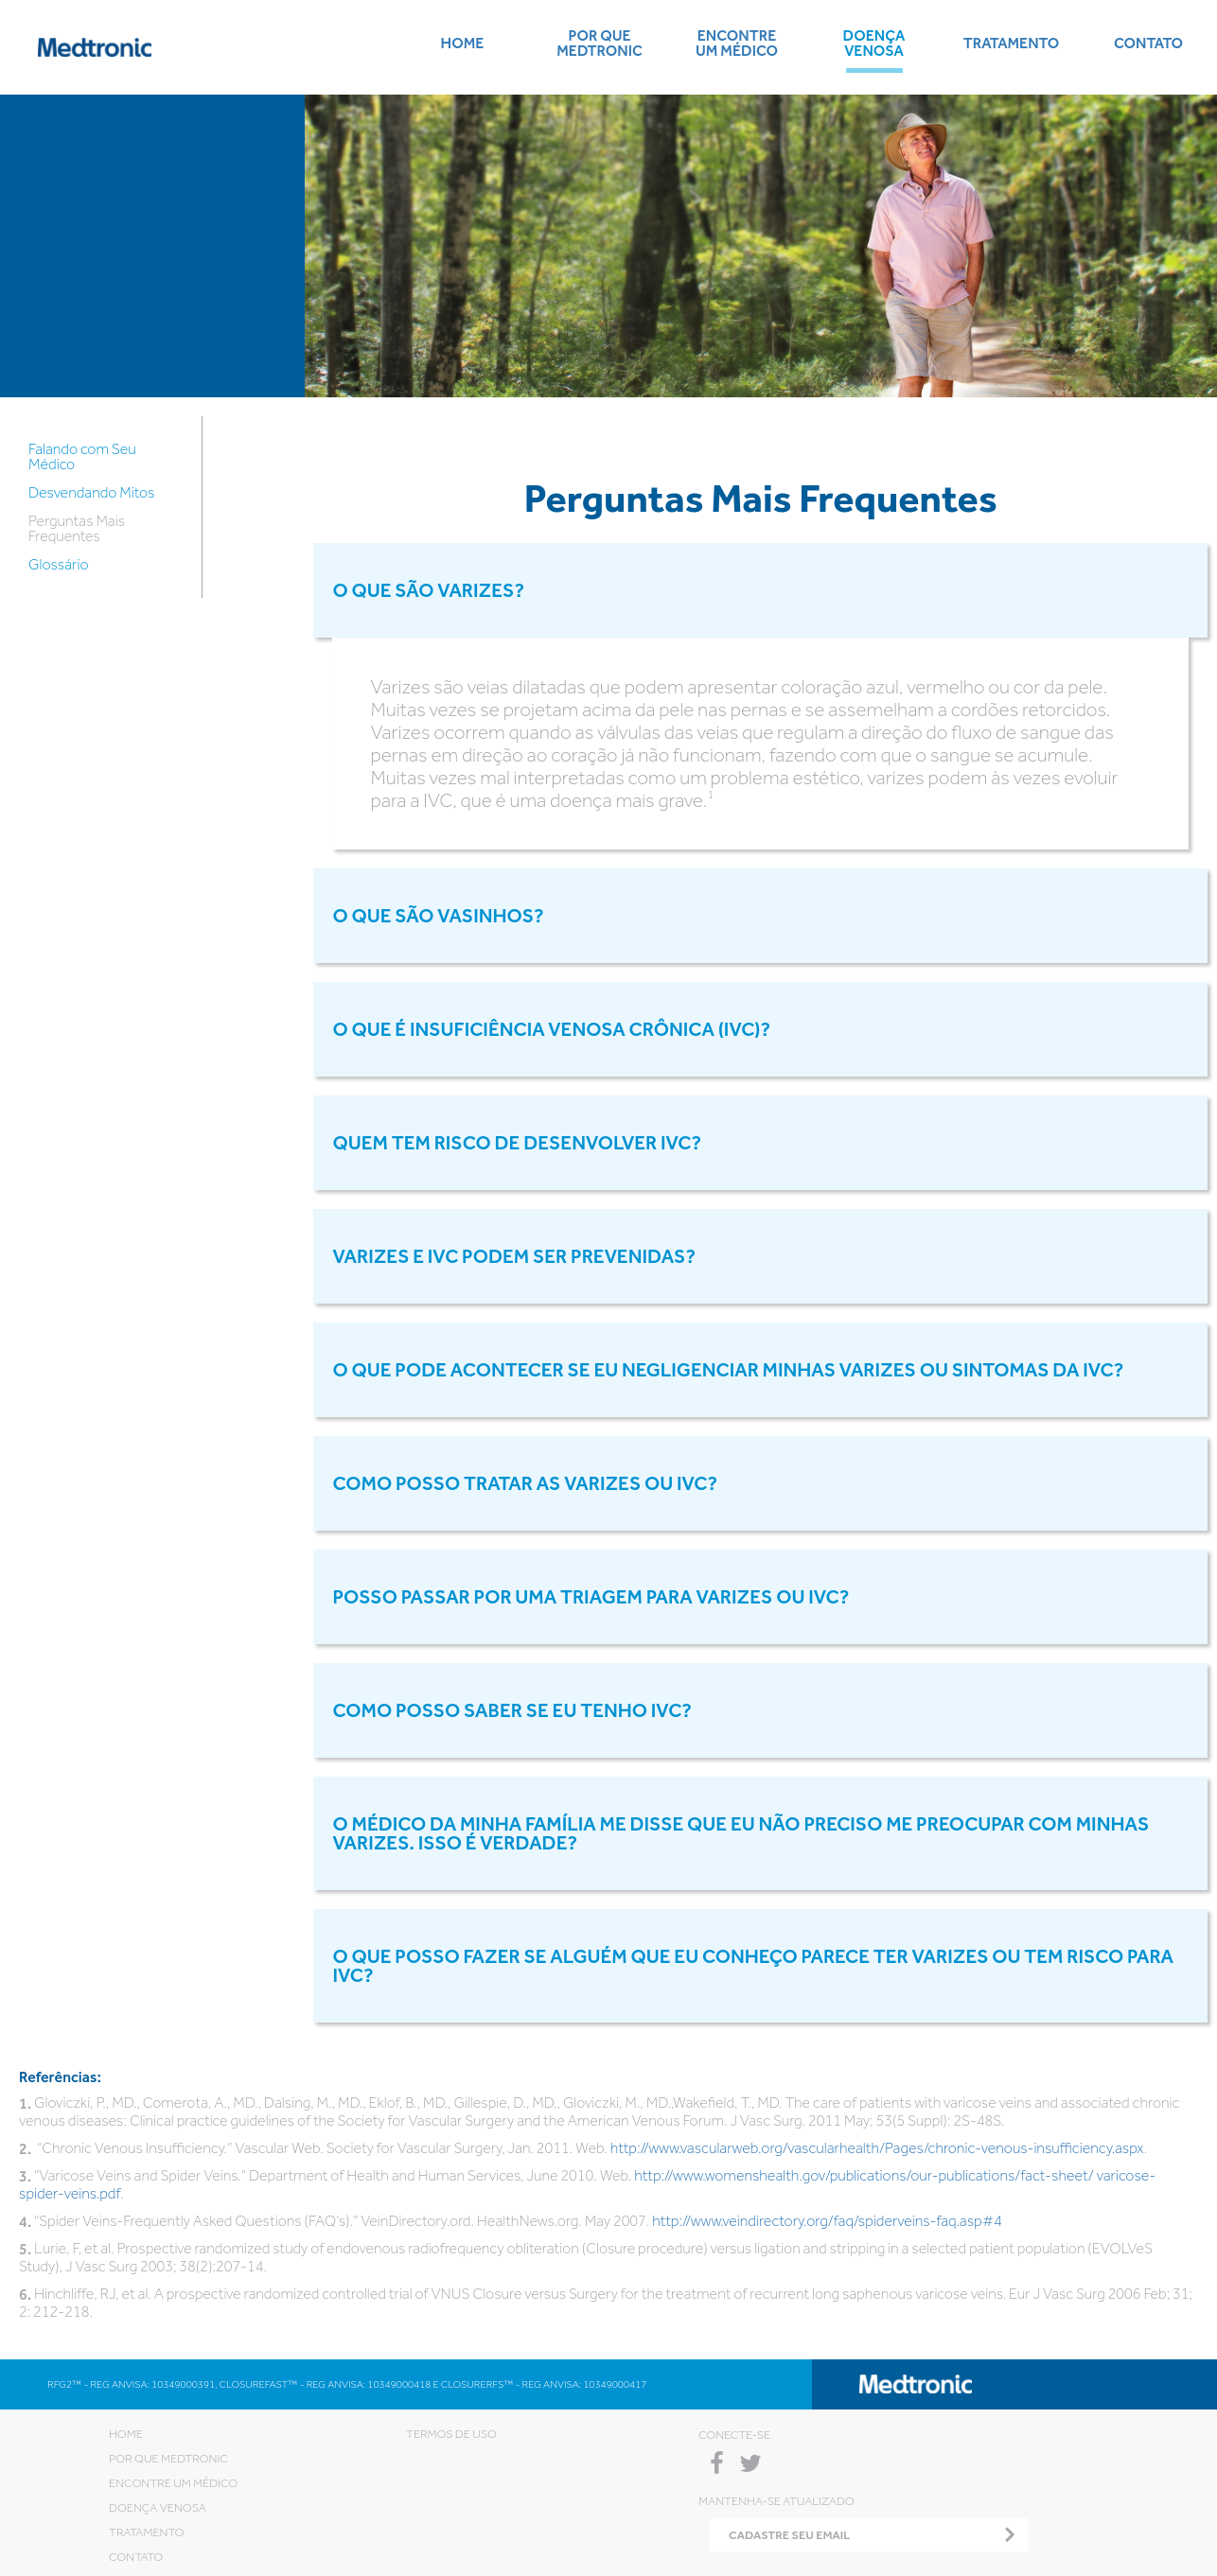 Medtronic
HOME
POR QUE
MEDTRONIC
ENCONTRE
UM MÉDICO
DOENÇA
VENOSA
TRATAMENTO
CONTATO
Falando com Seu
Médico
Desvendando Mitos
Perguntas Mais
Frequentes
Glossário
Perguntas Mais Frequentes
O QUE SÃO VARIZES?
Varizes são veias dilatadas que podem apresentar coloração azul, vermelho ou cor da pele.
Muitas vezes se projetam acima da pele nas pernas e se assemelham a cordões retorcidos.
Varizes ocorrem quando as válvulas das veias que regulam a direção do fluxo de sangue das
pernas em direção ao coração já não funcionam, fazendo com que o sangue se acumule.
Muitas vezes mal interpretadas como um problema estético, varizes podem às vezes evoluir
para a IVC, que é uma doença mais grave.¹
O QUE SÃO VASINHOS?
O QUE É INSUFICIÊNCIA VENOSA CRÔNICA (IVC)?
QUEM TEM RISCO DE DESENVOLVER IVC?
VARIZES E IVC PODEM SER PREVENIDAS?
O QUE PODE ACONTECER SE EU NEGLIGENCIAR MINHAS VARIZES OU SINTOMAS DA IVC?
COMO POSSO TRATAR AS VARIZES OU IVC?
POSSO PASSAR POR UMA TRIAGEM PARA VARIZES OU IVC?
COMO POSSO SABER SE EU TENHO IVC?
O MÉDICO DA MINHA FAMÍLIA ME DISSE QUE EU NÃO PRECISO ME PREOCUPAR COM MINHAS
VARIZES. ISSO É VERDADE?
O QUE POSSO FAZER SE ALGUÉM QUE EU CONHEÇO PARECE TER VARIZES OU TEM RISCO PARA
IVC?
Referências:
1. Gloviczki, P., MD., Comerota, A., MD., Dalsing, M., MD., Eklof, B., MD., Gillespie, D., MD., Gloviczki, M., MD.,Wakefield, T., MD. The care of patients with varicose veins and associated chronic
venous diseases: Clinical practice guidelines of the Society for Vascular Surgery and the American Venous Forum. J Vasc Surg. 2011 May; 53(5 Suppl): 2S-48S.
2. “Chronic Venous Insufficiency.” Vascular Web. Society for Vascular Surgery, Jan. 2011. Web. http://www.vascularweb.org/vascularhealth/Pages/chronic-venous-insufficiency.aspx.
3. “Varicose Veins and Spider Veins.” Department of Health and Human Services, June 2010. Web. http://www.womenshealth.gov/publications/our-publications/fact-sheet/ varicose-
spider-veins.pdf.
4. “Spider Veins-Frequently Asked Questions (FAQ’s).” VeinDirectory.ord. HealthNews.org. May 2007. http://www.veindirectory.org/faq/spiderveins-faq.asp#4
5. Lurie, F, et al. Prospective randomized study of endovenous radiofrequency obliteration (Closure procedure) versus ligation and stripping in a selected patient population (EVOLVeS
Study), J Vasc Surg 2003; 38(2):207-14.
6. Hinchliffe, RJ, et al. A prospective randomized controlled trial of VNUS Closure versus Surgery for the treatment of recurrent long saphenous varicose veins. Eur J Vasc Surg 2006 Feb; 31;
2: 212-218.
RFG2™ - REG ANVISA: 10349000391, CLOSUREFAST™ - REG ANVISA: 10349000418 E CLOSURERFS™ - REG ANVISA: 10349000417
Medtronic
HOME
POR QUE MEDTRONIC
ENCONTRE UM MÉDICO
DOENÇA VENOSA
TRATAMENTO
CONTATO
TERMOS DE USO
CONECTE-SE
MANTENHA-SE ATUALIZADO
CADASTRE SEU EMAIL